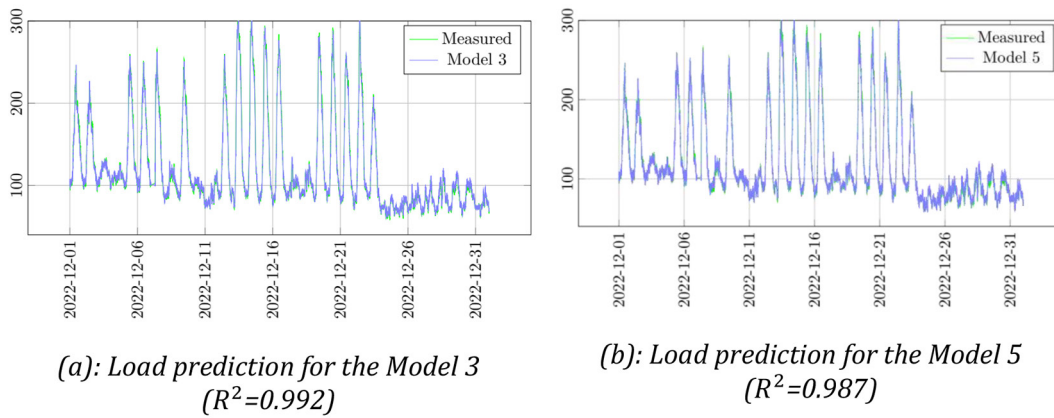 300
200
100
Measured
Model 3
2022-12-01
2022-12-06
2022-12-11
2022-12-16
2022-12-21
2022-12-26
2022-12-31
(a): Load prediction for the Model 3
(R²=0.992)
300
200
100
Measured
Model 5
2022-12-01
2022-12-06
2022-12-11
2022-12-16
2022-12-21
2022-12-26
2022-12-31
(b): Load prediction for the Model 5
(R²=0.987)